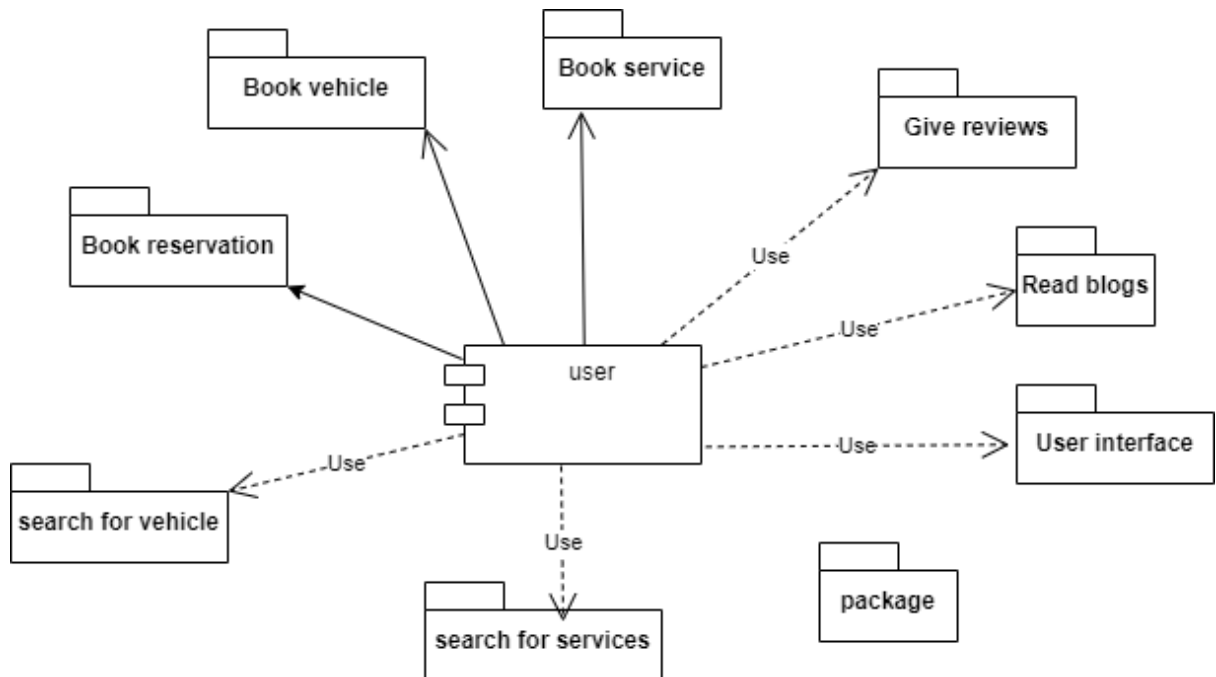 Book service
Book vehicle
Give reviews
Book reservation
Use
Read blogs
Use
user
Use
User interface
Use
search for vehicle
Use
package
search for services